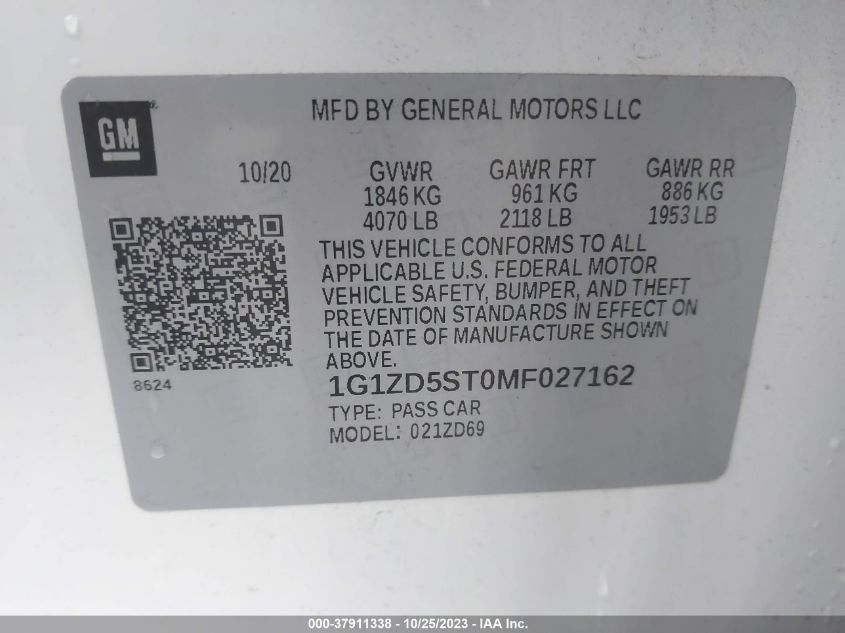 GM
MFD BY GENERAL MOTORS LLC
10/20 GVWR GAWR FRT GAWR RR
1846 KG 961 KG 886 KG
4070 LB 2118 LB 1953 LB
THIS VEHICLE CONFORMS TO ALL
APPLICABLE U.S. FEDERAL MOTOR
VEHICLE SAFETY, BUMPER, AND THEFT
PREVENTION STANDARDS IN EFFECT ON
THE DATE OF MANUFACTURE SHOWN
ABOVE.
8624
1G1ZD5ST0MF027162
TYPE: PASS CAR
MODEL: 021ZD69
000-37911338 - 10/25/2023 - © IAA Inc.